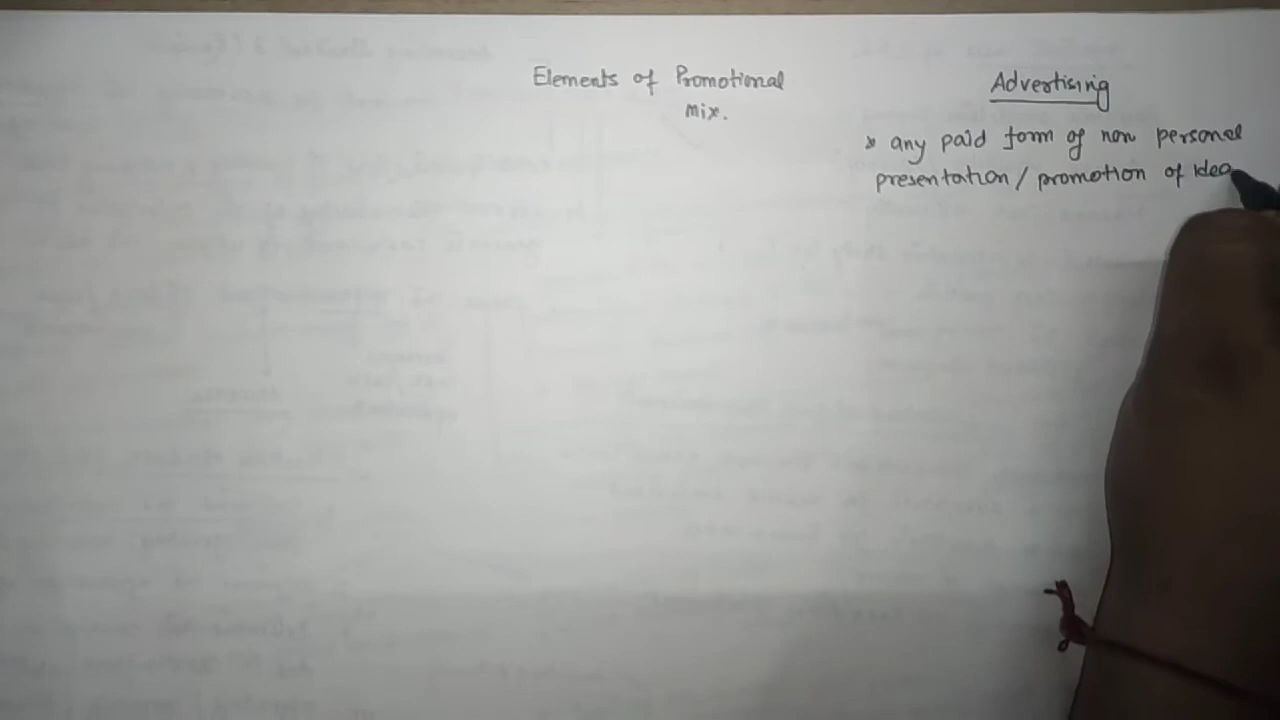 Elements of Promotional
mix.
Advertising
* any paid form of non personal
presentation / promotion of idea